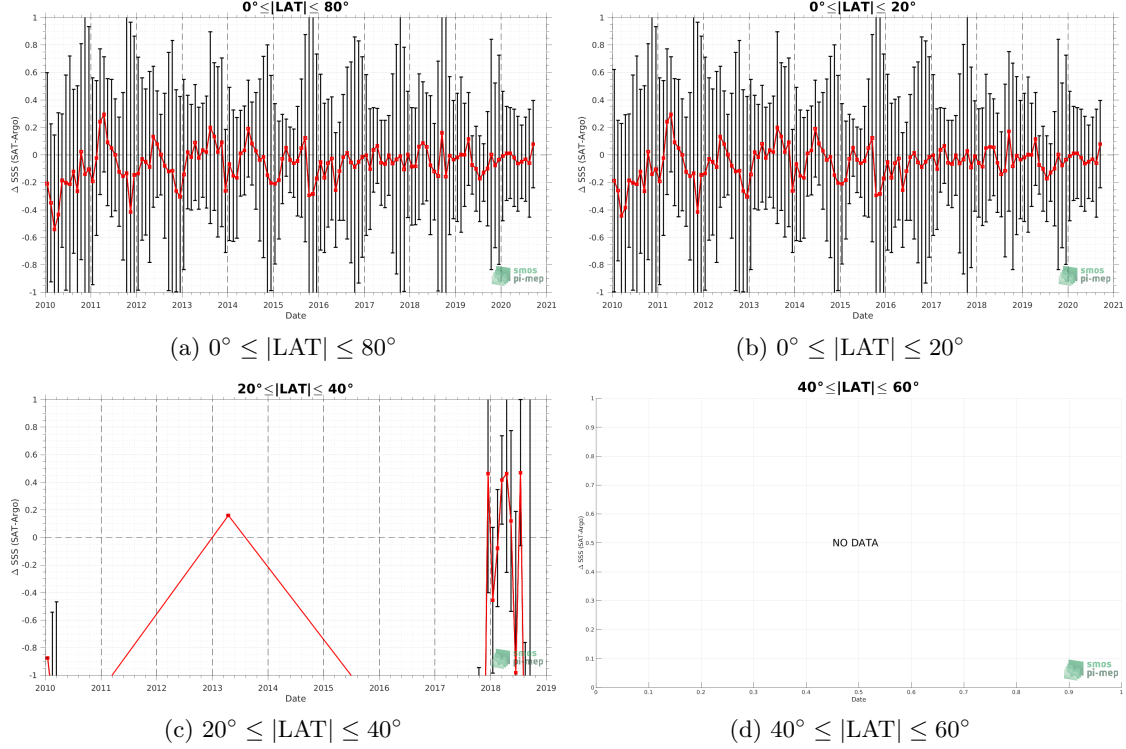 0°≤|LAT|≤ 80°
Δ SSS (SAT-Argo)
1
0.8
0.6
0.4
0.2
0
-0.2
-0.4
-0.6
-0.8
-1
2010 2011 2012 2013 2014 2015 2016 2017 2018 2019 2020 2021
Date
smos
pi-mep
(a) 0° ≤ |LAT| ≤ 80°
0°≤|LAT|≤ 20°
Δ SSS (SAT-Argo)
1
0.8
0.6
0.4
0.2
0
-0.2
-0.4
-0.6
-0.8
-1
2010 2011 2012 2013 2014 2015 2016 2017 2018 2019 2020 2021
Date
smos
pi-mep
(b) 0° ≤ |LAT| ≤ 20°
20°≤|LAT|≤ 40°
Δ SSS (SAT-Argo)
1
0.8
0.6
0.4
0.2
0
-0.2
-0.4
-0.6
-0.8
-1
2010 2011 2012 2013 2014 2015 2016 2017 2018 2019
Date
smos
pi-mep
(c) 20° ≤ |LAT| ≤ 40°
40°≤|LAT|≤ 60°
Δ SSS (SAT-Argo)
1
0.9
0.8
0.7
0.6
0.5
0.4
0.3
0.2
0.1
0
NO DATA
0 0.1 0.2 0.3 0.4 0.5 0.6 0.7 0.8 0.9 1
Date
smos
pi-mep
(d) 40° ≤ |LAT| ≤ 60°